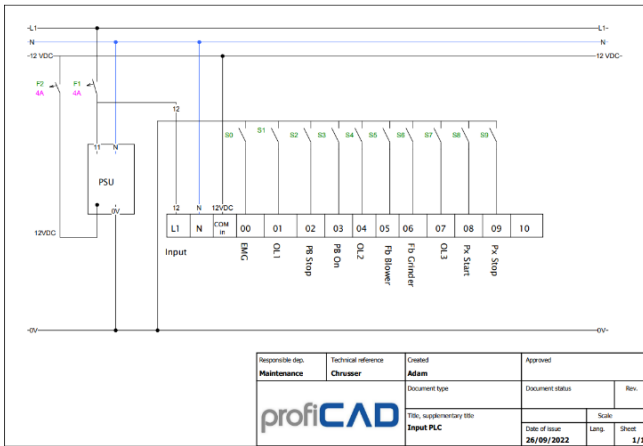 L1 L1
N N
12 VDC 12 VDC
F2
4A
F1
4A
12
S0 S1 S2 S3 S4 S5 S6 S7 S8 S9
11 N
PSU
0V
12VDC
12 N 12VDC
L1 N COM in 00 01 02 03 04 05 06 07 08 09 10
Input
EMG
OL1
PB Stop
PB On
OL2
Fb Blower
Fb Grinder
OL3
Px Start
Px Stop
0V 0V
Responsible dep. Technical reference Created Approved
Maintenance Chrusser Adam
Document type Document status Rev.
profiCAD
Title, supplementary title Scale
Input PLC
Date of issue Lang. Sheet
26/09/2022 1/1